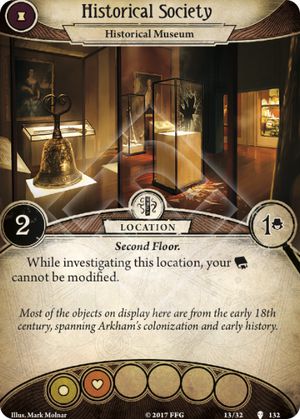 Historical Society
Historical Museum
2
LOCATION
1
Second Floor.
While investigating this location, your
cannot be modified.
Most of the objects on display here are from the early 18th
century, spanning Arkham's colonization and early history.
Illus. Mark Molnar
© 2017 FFG
13/32
132